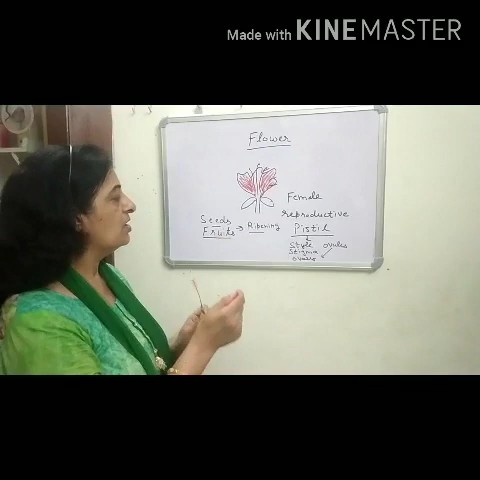 Made with KINEMASTER
Flower
Female
reproductive
Pistil
Seeds
Fruits → Ripening
Style ovules
Stigma